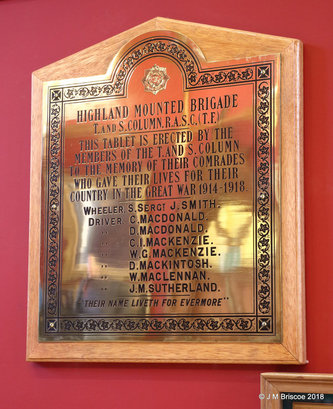 HIGHLAND MOUNTED BRIGADE
T. AND S. COLUMN, R.A.S.C. (T.F.)
THIS TABLET IS ERECTED BY THE
MEMBERS OF THE T. AND S. COLUMN
TO THE MEMORY OF THEIR COMRADES
WHO GAVE THEIR LIVES FOR THEIR
COUNTRY IN THE GREAT WAR 1914-1918.
WHEELER S. SERGT J. SMITH.
DRIVER C. MACDONALD.
" D. MACDONALD.
" C. I. MACKENZIE.
" W. G. MACKENZIE.
" D. MACKINTOSH.
" W. MACLENNAN.
" J. M. SUTHERLAND.
"THEIR NAME LIVETH FOR EVERMORE"
© J M Briscoe 2018